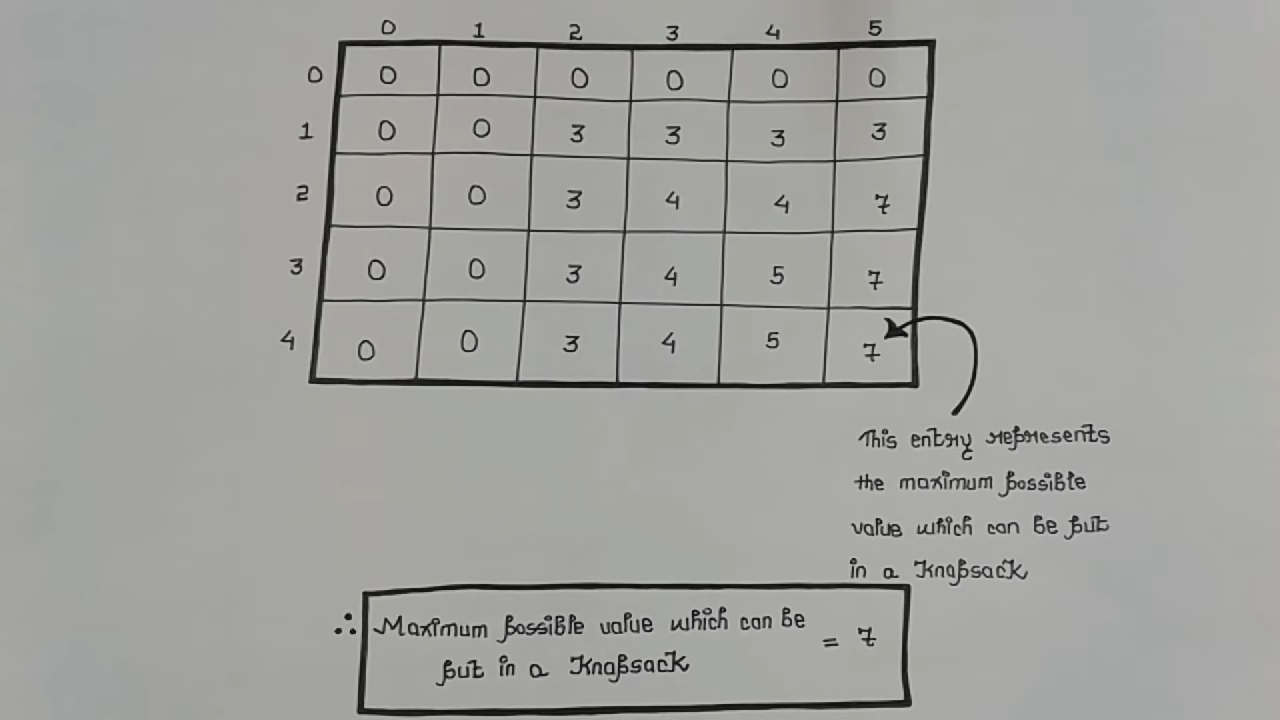 0 1 2 3 4 5
0 0 0 0 0 0 0
1 0 0 3 3 3 3
2 0 0 3 4 4 7
3 0 0 3 4 5 7
4 0 0 3 4 5 7
This entry represents
the maximum possible
value which can be put
in a Knapsack
∴ Maximum possible value which can be
put in a Knapsack = 7